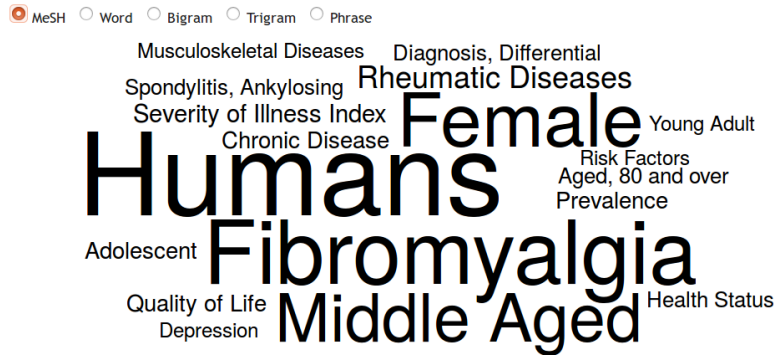 MeSH Word Bigram Trigram Phrase
Musculoskeletal Diseases
Diagnosis, Differential
Spondylitis, Ankylosing
Rheumatic Diseases
Severity of Illness Index
Female
Young Adult
Chronic Disease
Humans
Risk Factors
Aged, 80 and over
Prevalence
Adolescent
Fibromyalgia
Quality of Life
Middle Aged
Health Status
Depression